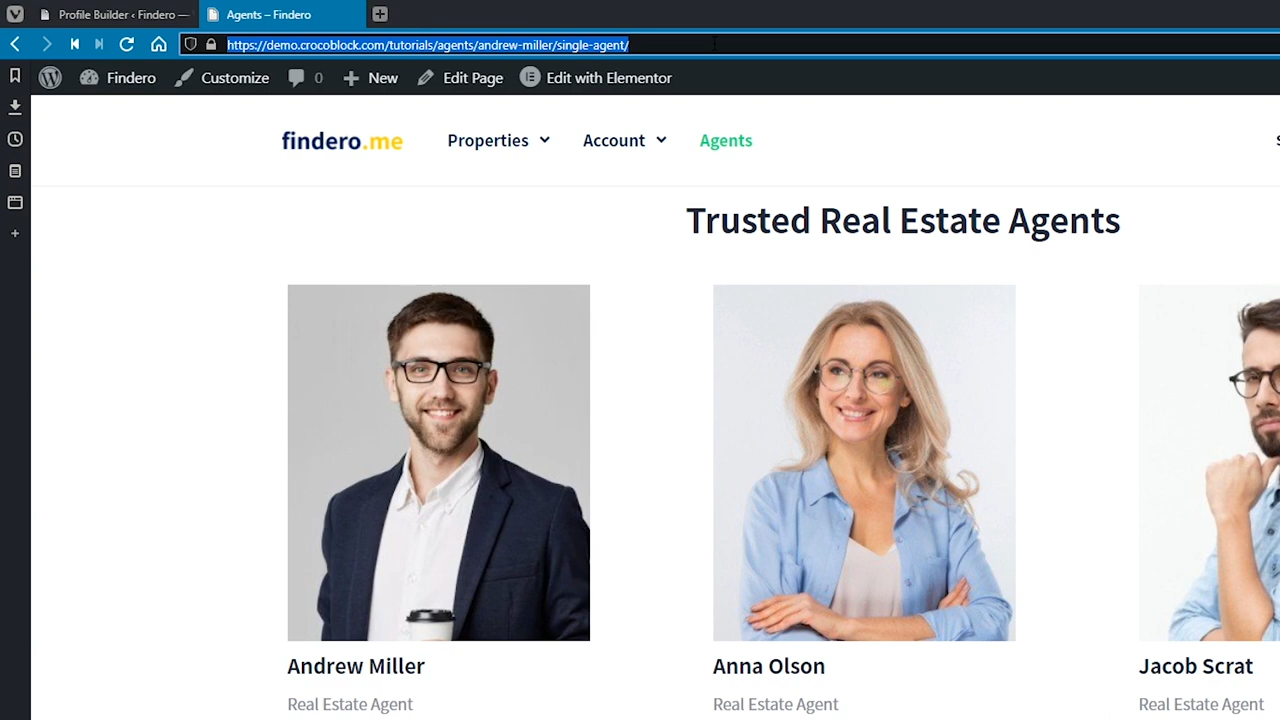 Profile Builder ‹ Findero —
Agents – Findero
https://demo.crocoblock.com/tutorials/agents/andrew-miller/single-agent/
Findero
Customize
0
New
Edit Page
Edit with Elementor
findero.me
Properties
Account
Agents
Trusted Real Estate Agents
Andrew Miller
Anna Olson
Jacob Scrat
Real Estate Agent
Real Estate Agent
Real Estate Agent